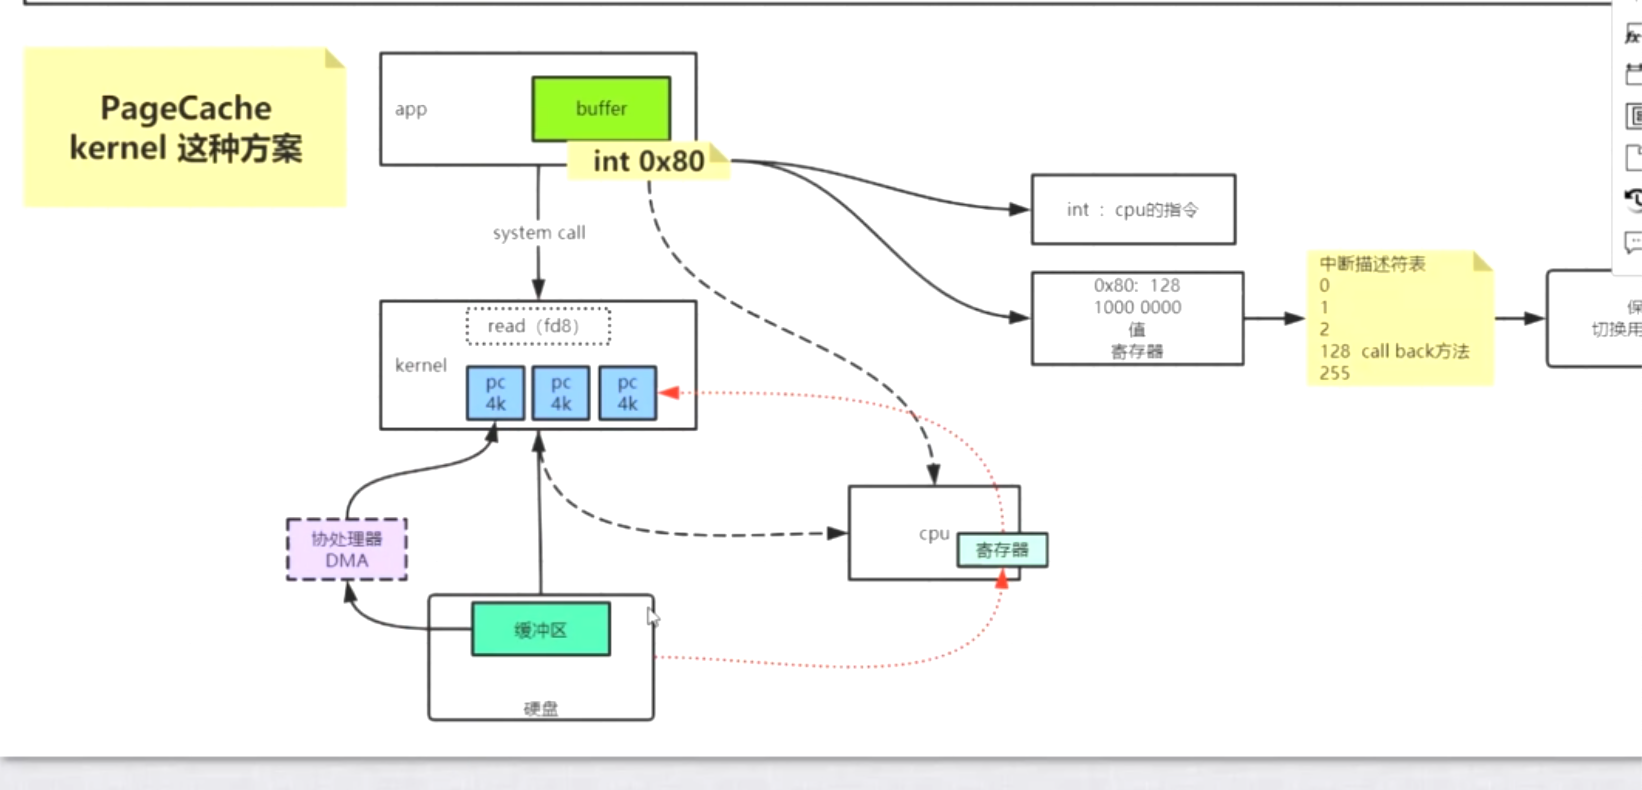 PageCache
kernel 这种方案
app
buffer
int 0x80
system call
int : cpu的指令
0x80: 128
1000 0000
值
寄存器
中断描述符表
0
1
2
128 call back方法
255
保
切换用
read (fd8)
kernel
pc
4k
pc
4k
pc
4k
协处理器
DMA
cpu
寄存器
缓冲区
硬盘